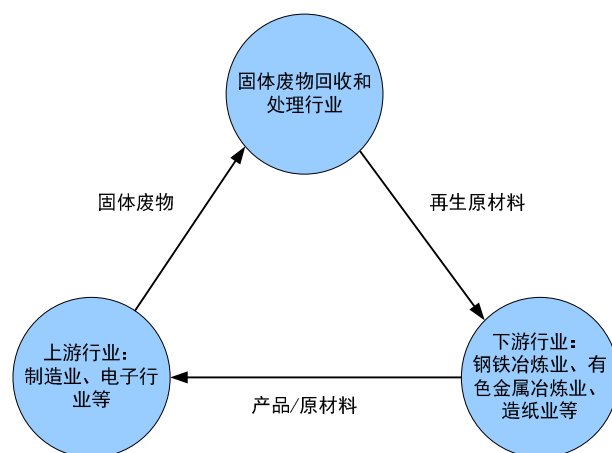 固体废物回收和
处理行业
固体废物
再生原材料
上游行业：
制造业、电子行
业等
下游行业：
钢铁冶炼业、有
色金属冶炼业、
造纸业等
产品/原材料